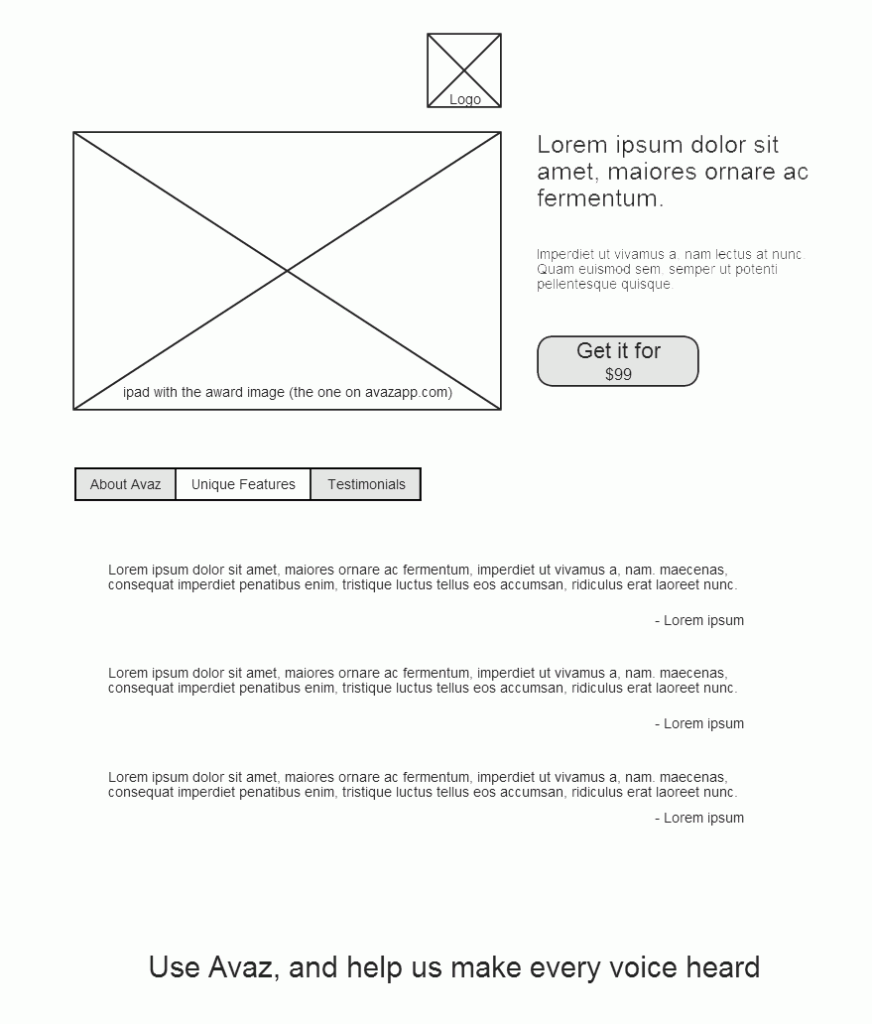 Logo
Lorem ipsum dolor sit
amet, maiores ornare ac
fermentum.
Imperdiet ut vivamus a, nam lectus at nunc.
Quam euismod sem, semper ut potenti
pellentesque quisque.
Get it for
$99
ipad with the award image (the one on avazapp.com)
About Avaz
Unique Features
Testimonials
Lorem ipsum dolor sit amet, maiores ornare ac fermentum, imperdiet ut vivamus a, nam. maecenas,
consequat imperdiet penatibus enim, tristique luctus tellus eos accumsan, ridiculus erat laoreet nunc.
- Lorem ipsum
Lorem ipsum dolor sit amet, maiores ornare ac fermentum, imperdiet ut vivamus a, nam. maecenas,
consequat imperdiet penatibus enim, tristique luctus tellus eos accumsan, ridiculus erat laoreet nunc.
- Lorem ipsum
Lorem ipsum dolor sit amet, maiores ornare ac fermentum, imperdiet ut vivamus a, nam. maecenas,
consequat imperdiet penatibus enim, tristique luctus tellus eos accumsan, ridiculus erat laoreet nunc.
- Lorem ipsum
Use Avaz, and help us make every voice heard